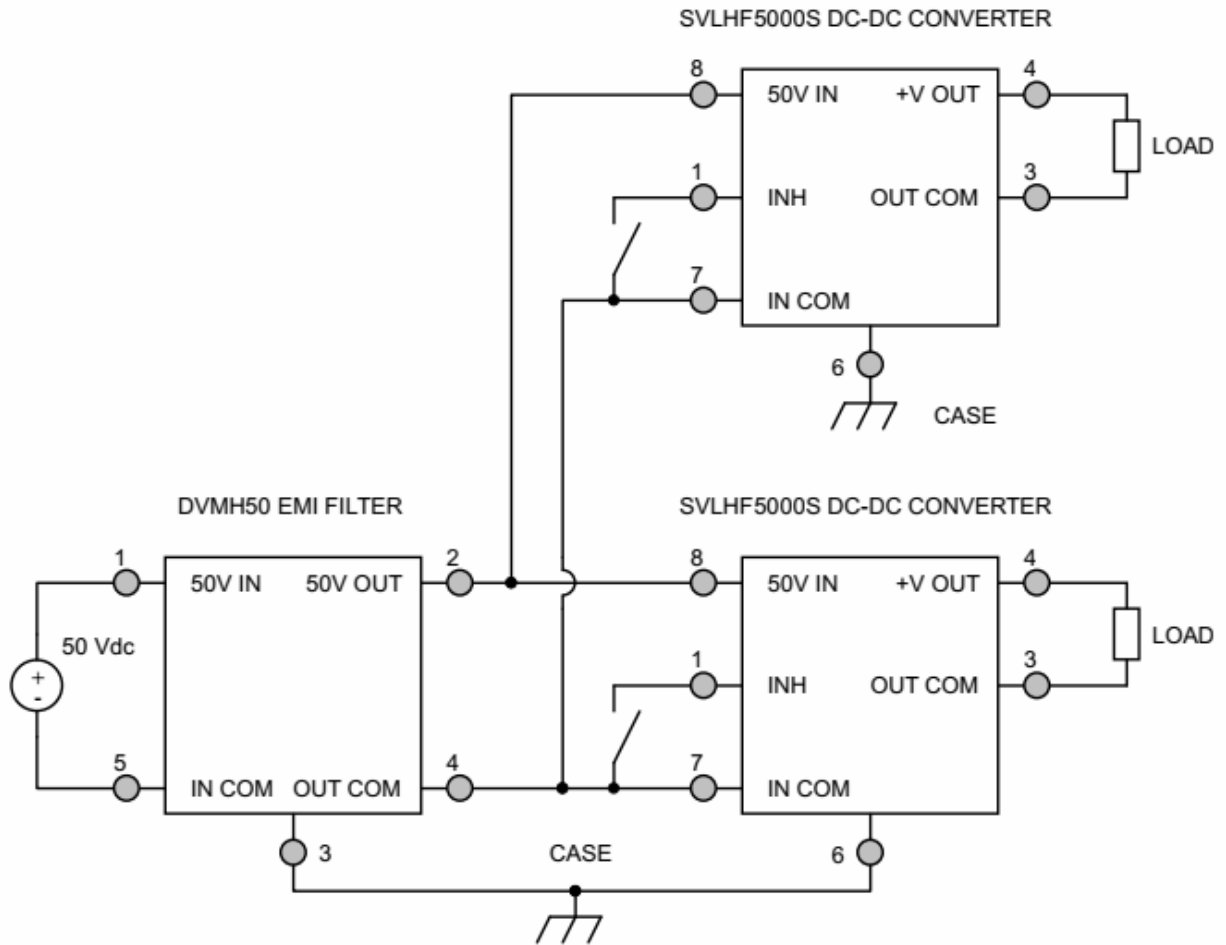 SVLHF5000S DC-DC CONVERTER
8
4
50V IN
+V OUT
LOAD
1
3
INH
OUT COM
7
IN COM
6
CASE
DVMH50 EMI FILTER
SVLHF5000S DC-DC CONVERTER
1
2
8
4
50V IN
50V OUT
50V IN
+V OUT
50 Vdc
LOAD
+
-
1
3
INH
OUT COM
5
4
7
IN COM
OUT COM
IN COM
3
CASE
6